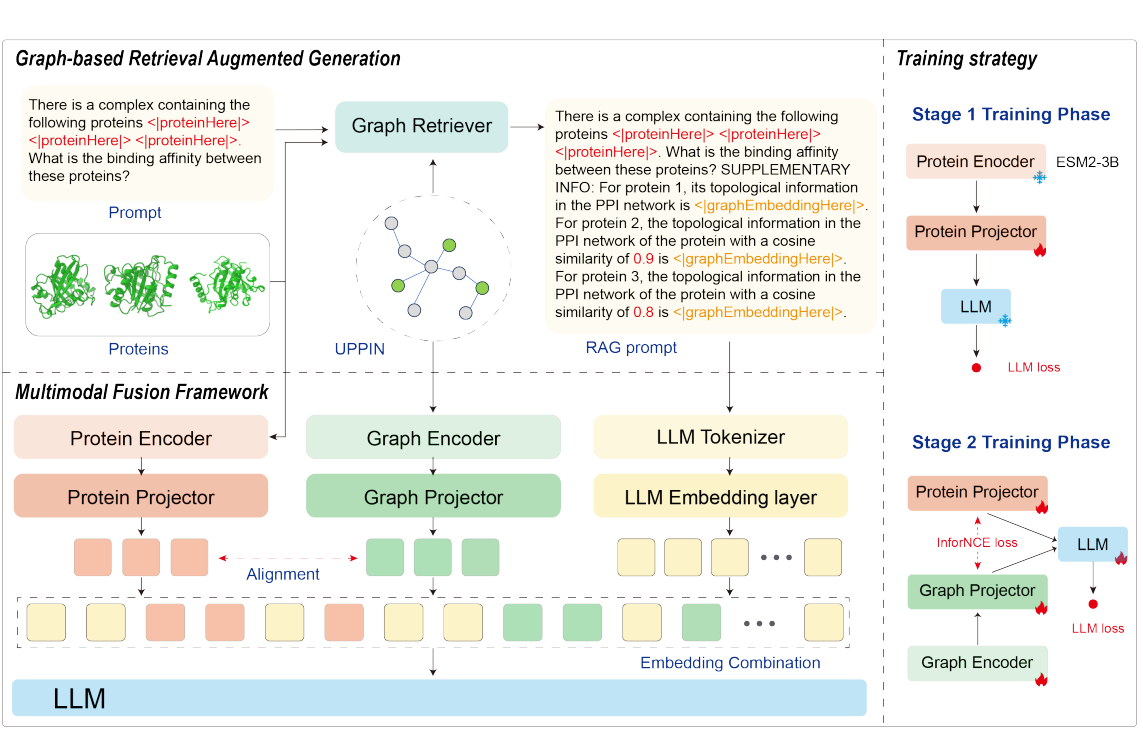 Graph-based Retrieval Augmented Generation
There is a complex containing the
following proteins <|proteinHere|>
<|proteinHere|> <|proteinHere|>.
What is the binding affinity between
these proteins?
Prompt
Proteins
Graph Retriever
UPPIN
There is a complex containing the following
proteins <|proteinHere|> <|proteinHere|>
<|proteinHere|>. What is the binding affinity
between these proteins? SUPPLEMENTARY
INFO: For protein 1, its topological information
in the PPI network is <|graphEmbeddingHere|>.
For protein 2, the topological information in the
PPI network of the protein with a cosine
similarity of 0.9 is <|graphEmbeddingHere|>.
For protein 3, the topological information in the
PPI network of the protein with a cosine
similarity of 0.8 is <|graphEmbeddingHere|>.
RAG prompt
Multimodal Fusion Framework
Protein Encoder
Graph Encoder
LLM Tokenizer
Protein Projector
Graph Projector
LLM Embedding layer
Alignment
Embedding Combination
LLM
Training strategy
Stage 1 Training Phase
Protein Enocder
ESM2-3B
Protein Projector
LLM
LLM loss
Stage 2 Training Phase
Protein Projector
InforNCE loss
LLM
Graph Projector
LLM loss
Graph Encoder